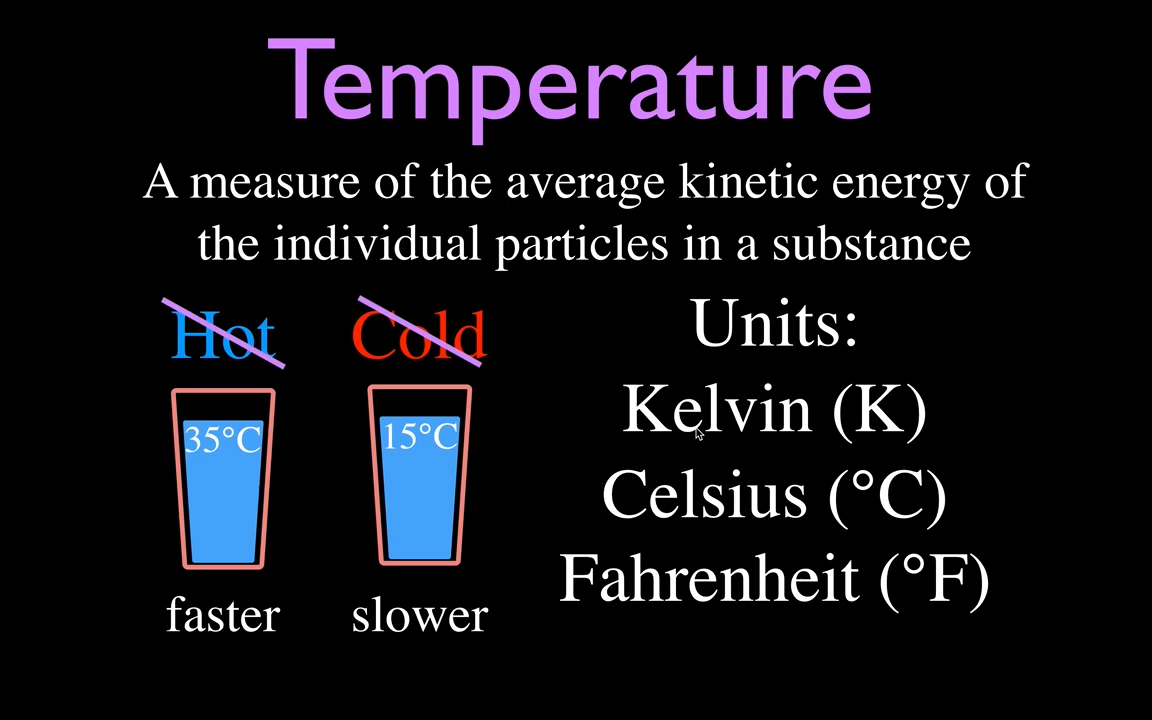 Temperature
A measure of the average kinetic energy of
the individual particles in a substance
Hot
Cold
35°C
15°C
faster
slower
Units:
Kelvin (K)
Celsius (°C)
Fahrenheit (°F)